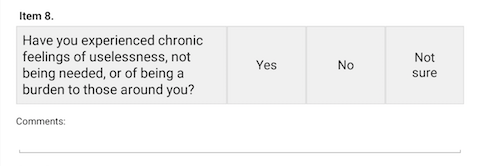 Item 8.
Have you experienced chronic
feelings of uselessness, not
being needed, or of being a
burden to those around you?
Yes
No
Not
sure
Comments: